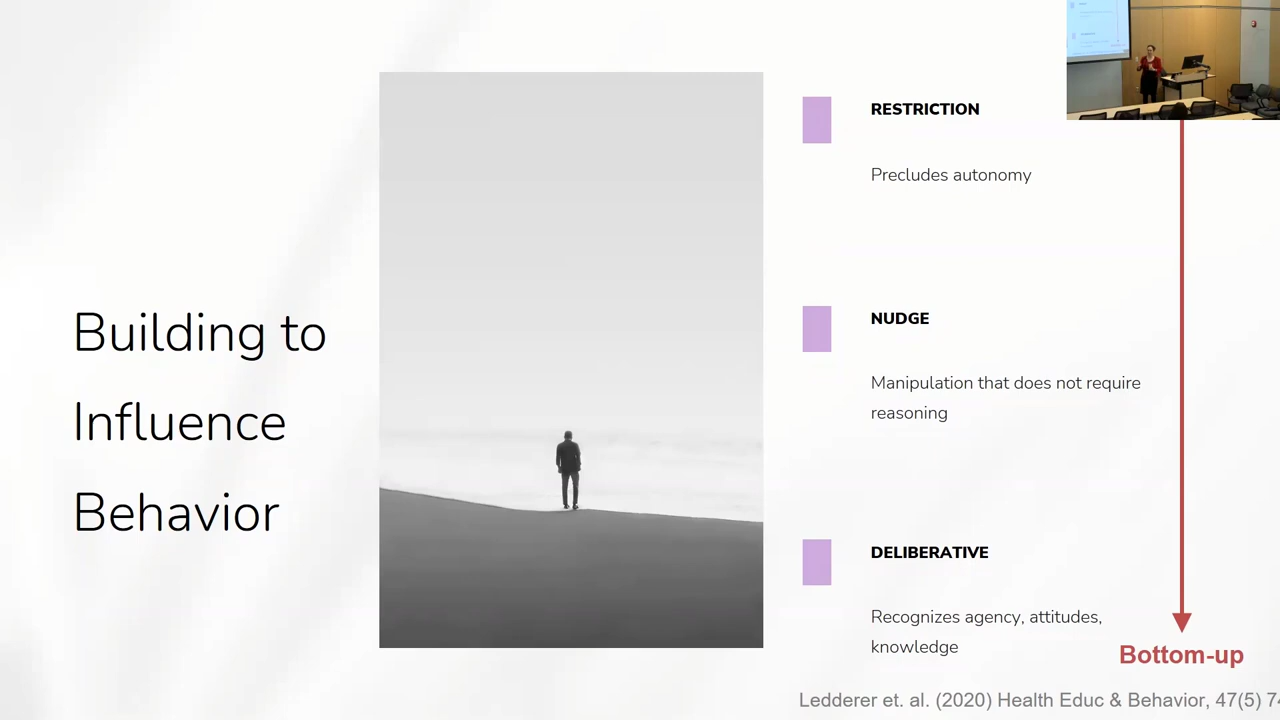 Building to
Influence
Behavior
RESTRICTION
Precludes autonomy
NUDGE
Manipulation that does not require
reasoning
DELIBERATIVE
Recognizes agency, attitudes,
knowledge
Bottom-up
Ledderer et. al. (2020) Health Educ & Behavior, 47(5)